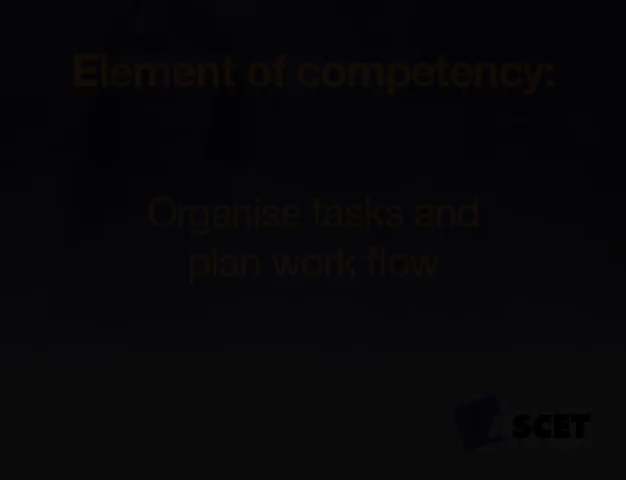 Element of competency:
Organise tasks and
plan work flow
SCET